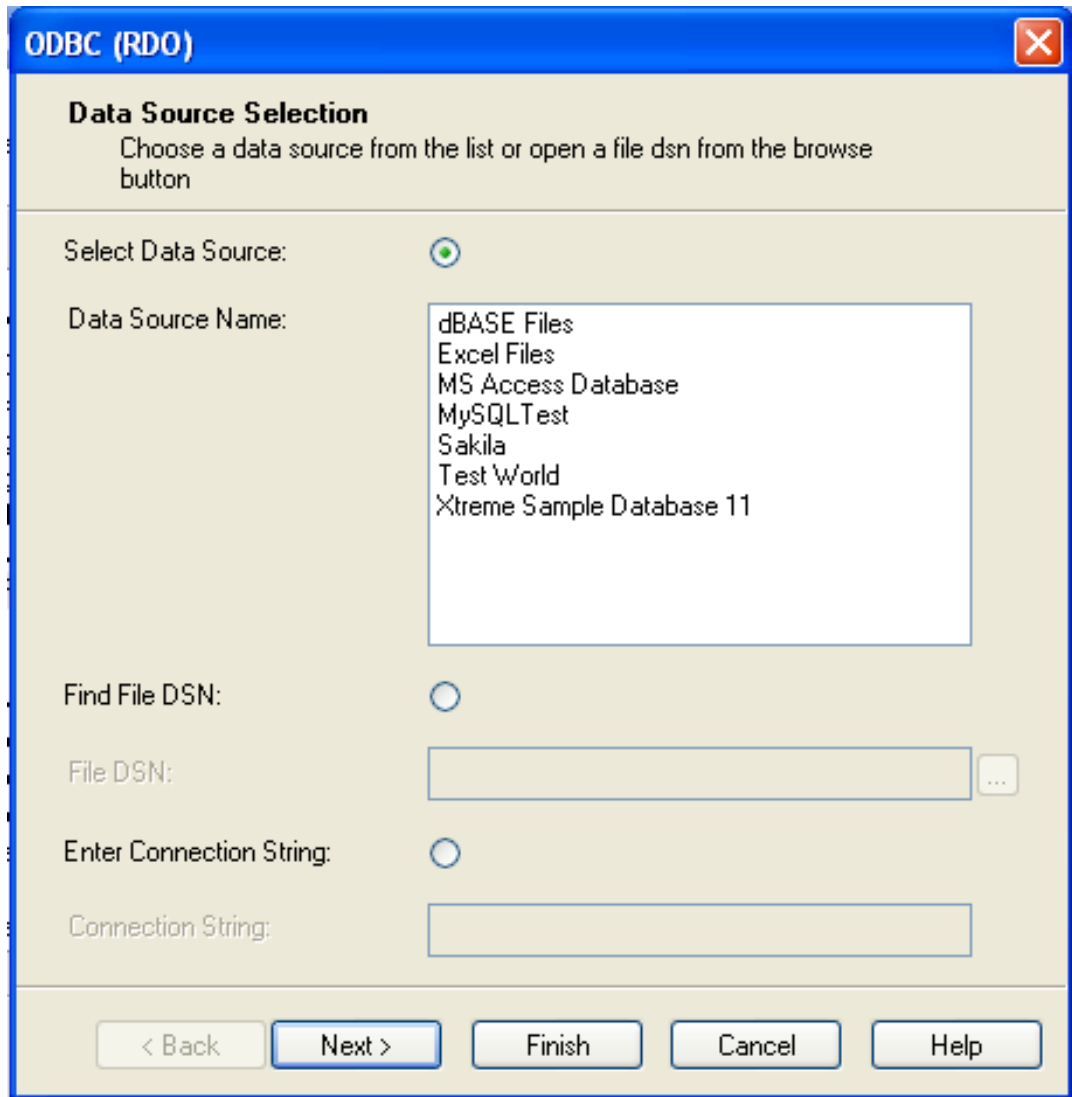 ODBC (RDO)
Data Source Selection
Choose a data source from the list or open a file dsn from the browse
button
Select Data Source:
Data Source Name:
dBASE Files
Excel Files
MS Access Database
MySQLTest
Sakila
Test World
Xtreme Sample Database 11
Find File DSN:
File DSN:
...
Enter Connection String:
Connection String:
< Back Next > Finish Cancel Help